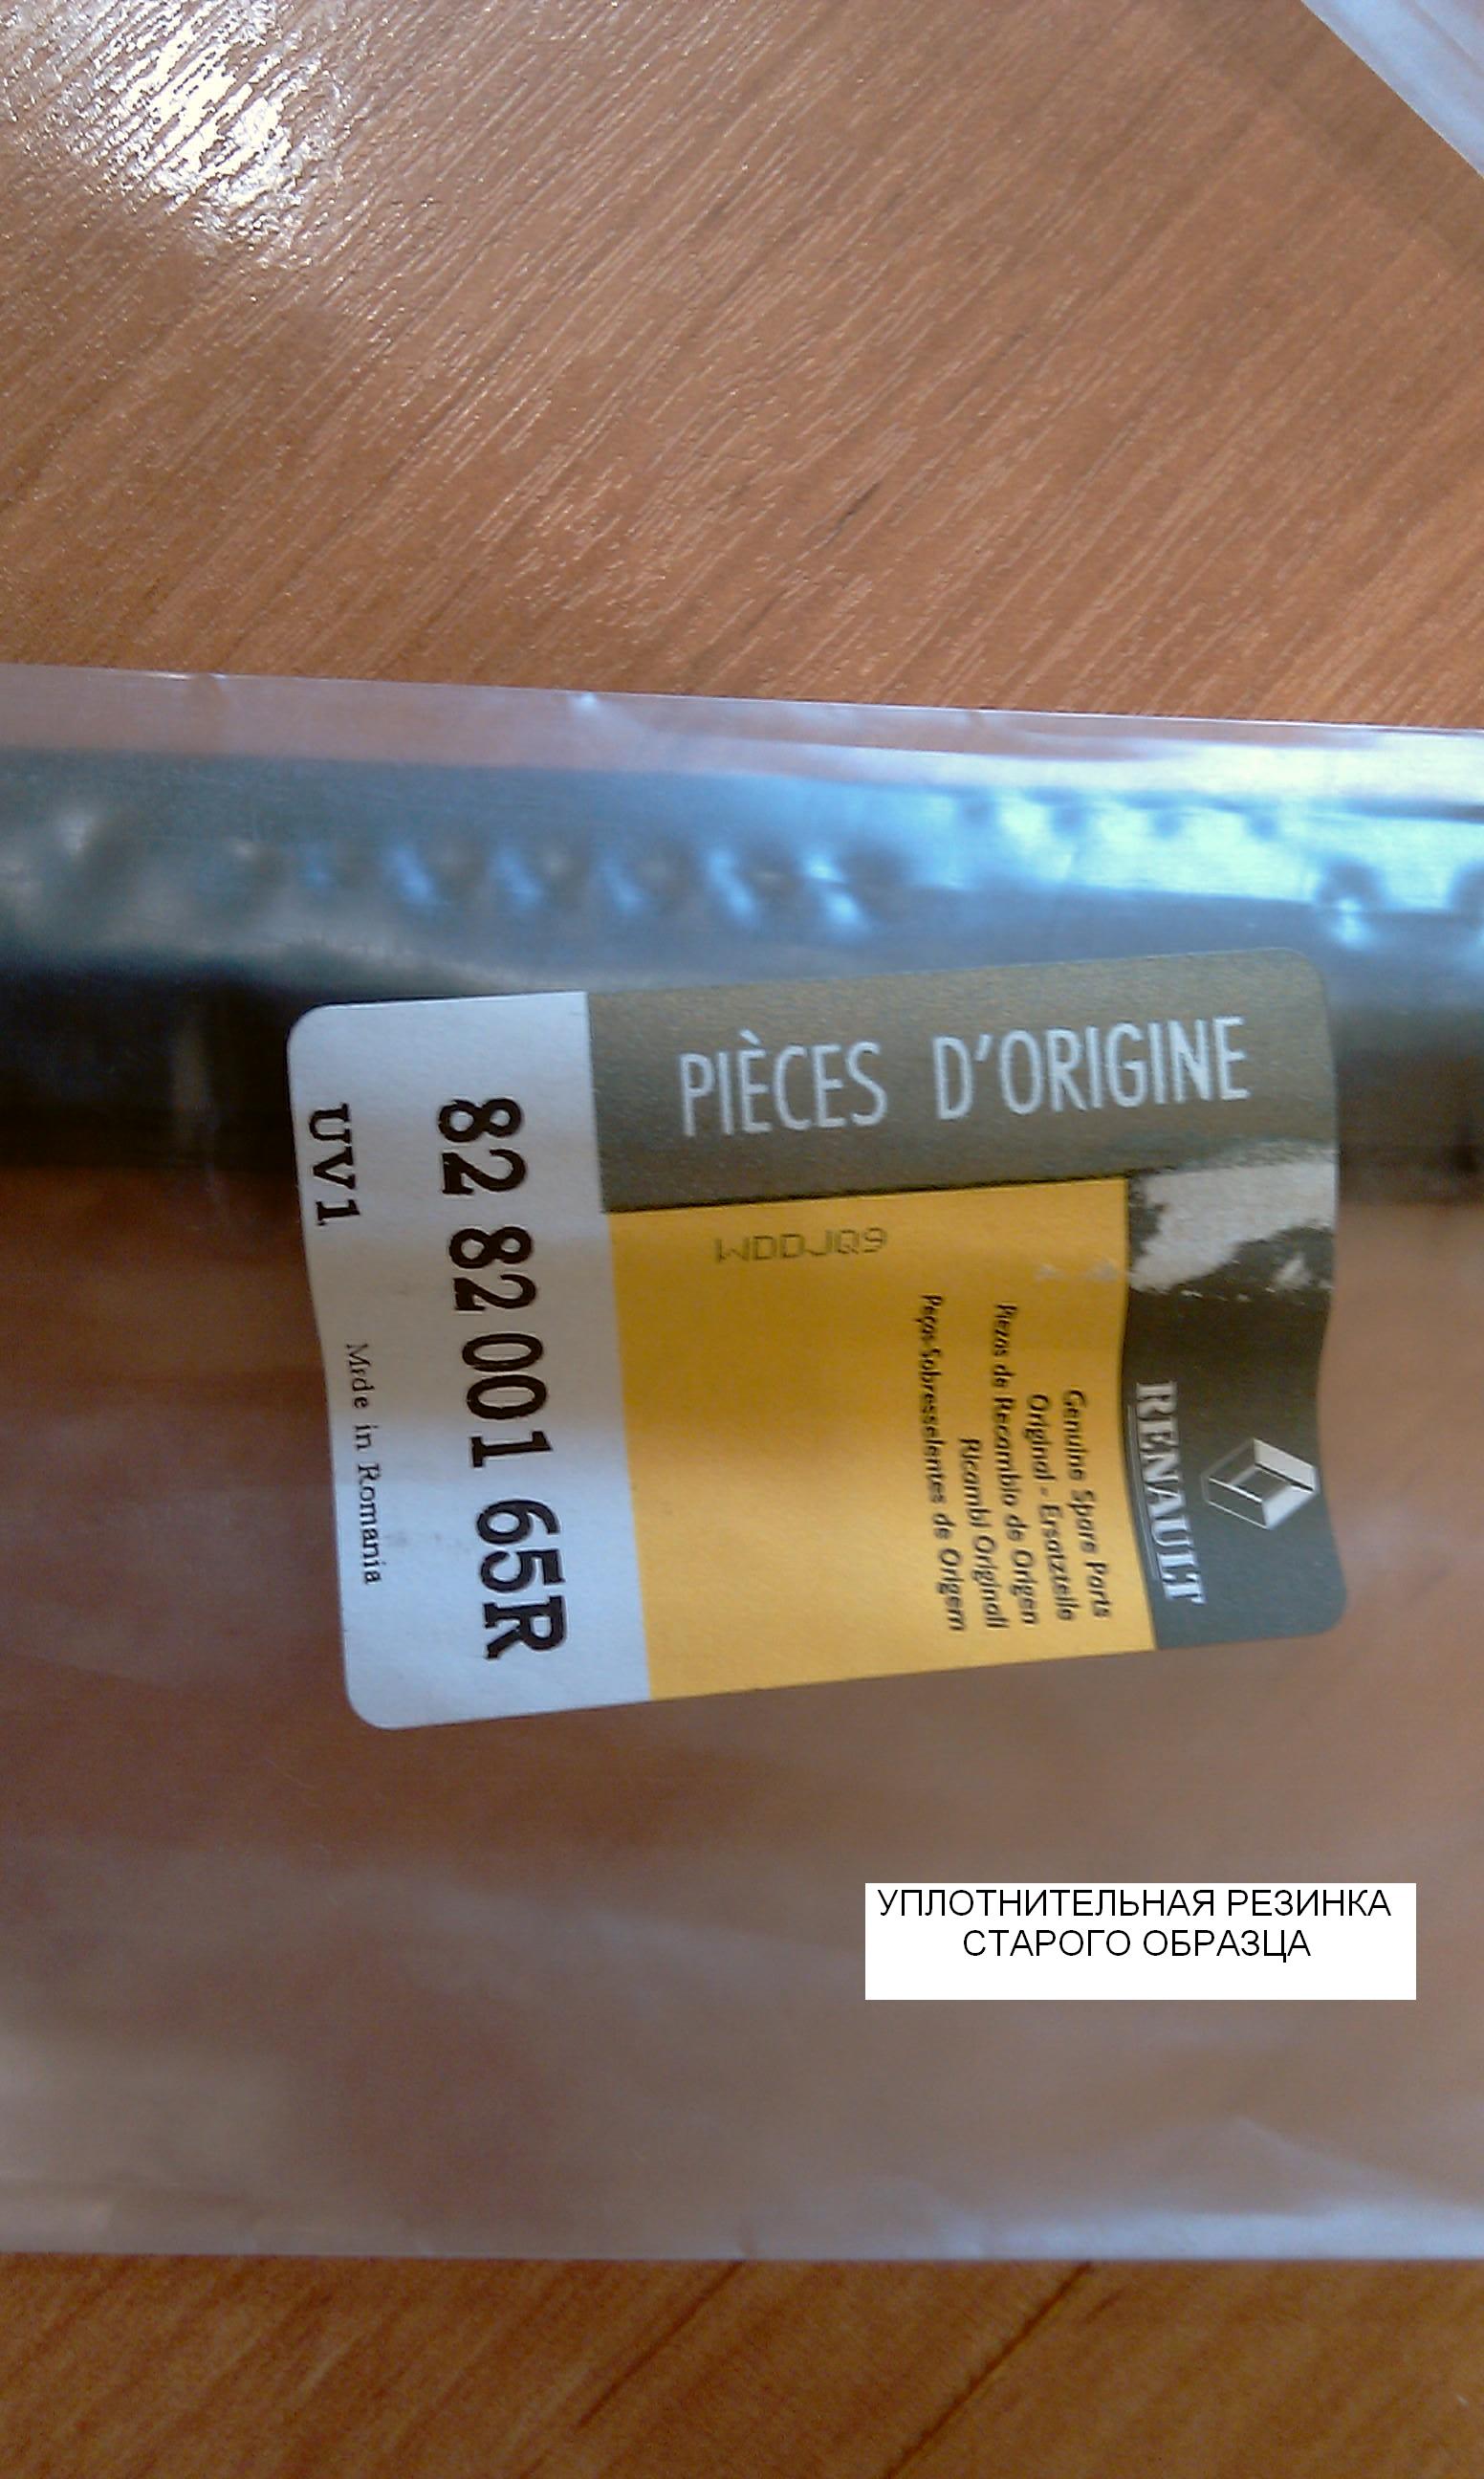 PIÈCES D'ORIGINE
RENAULT
Genuine Spare Parts
Original - Ersatzteile
Piezas de Recambio de Origen
Ricambi Originali
Peças Sobresselentes de Origem
WDDJQ9
82 82 001 65R
UV1 Mrde in Romania
УПЛОТНИТЕЛЬНАЯ РЕЗИНКА
СТАРОГО ОБРАЗЦА